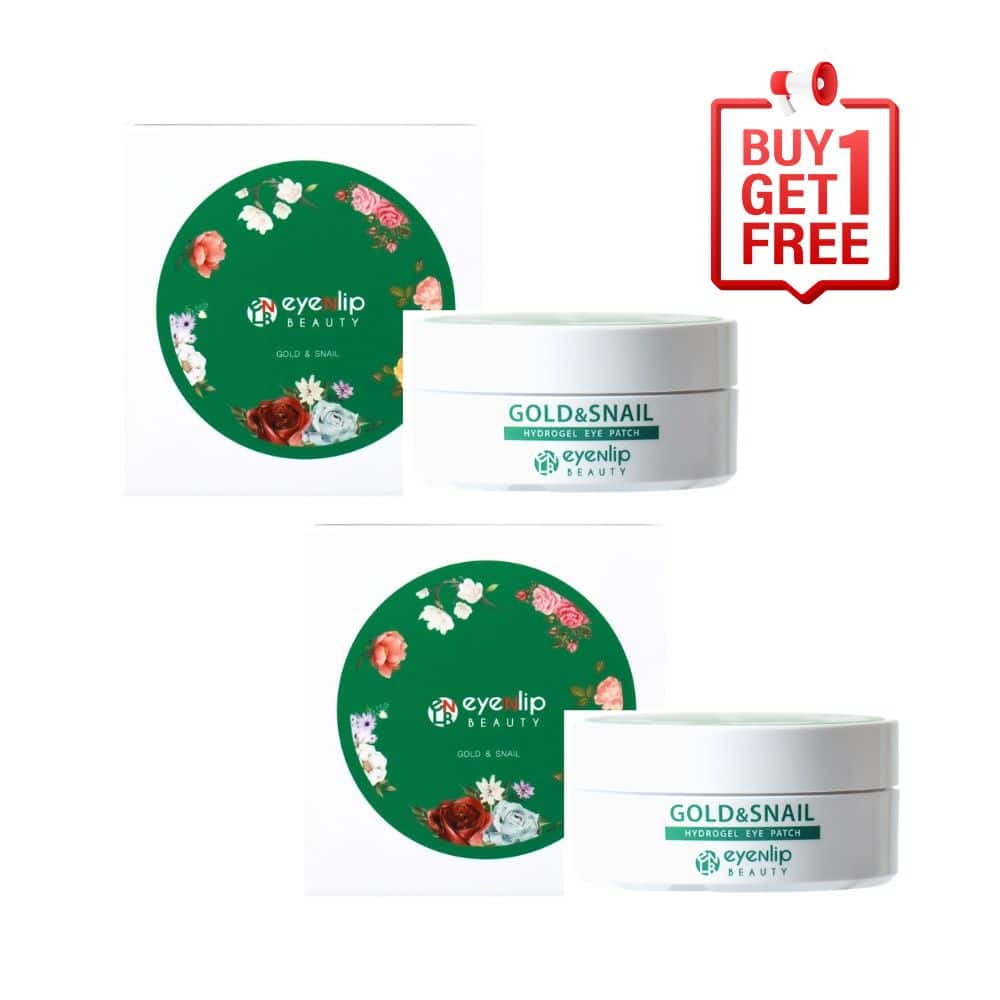 BUY 1
GET
FREE
eyeNlip
BEAUTY
GOLD & SNAIL
GOLD&SNAIL
HYDROGEL EYE PATCH
eyeNlip
BEAUTY
eyeNlip
BEAUTY
GOLD & SNAIL
GOLD&SNAIL
HYDROGEL EYE PATCH
eyeNlip
BEAUTY